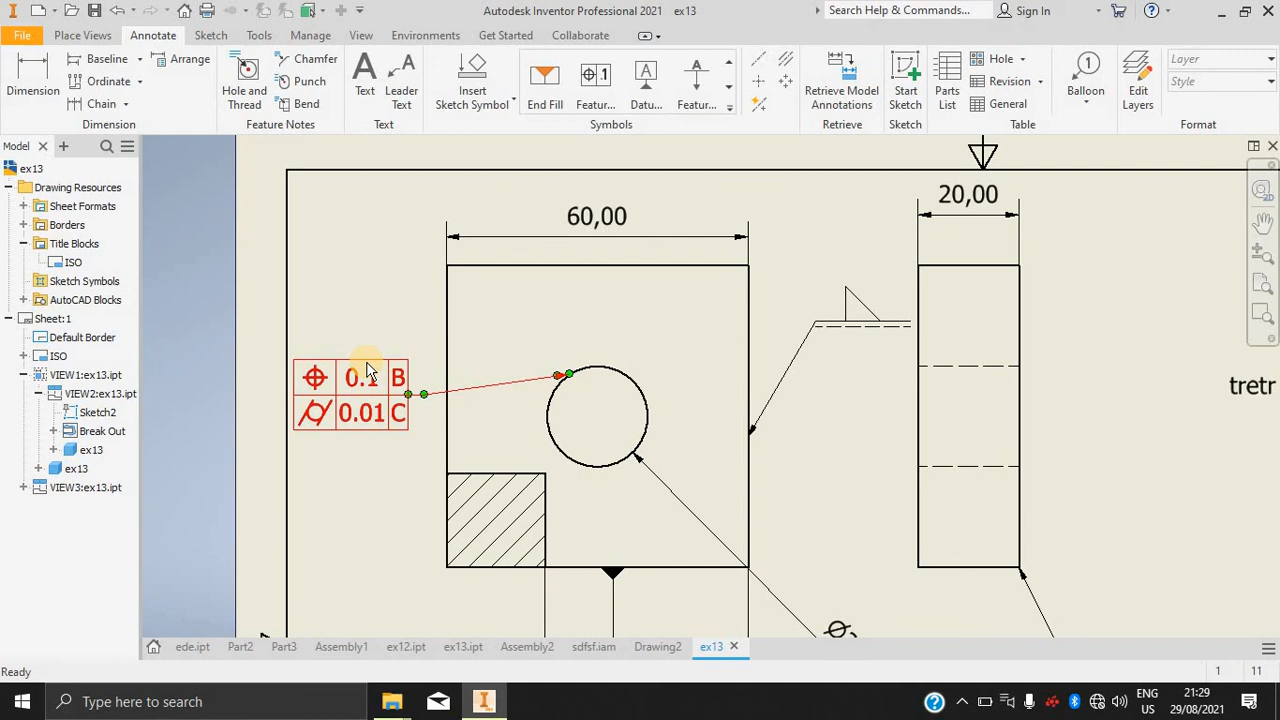 Autodesk Inventor Professional 2021 ex13
Search Help & Commands...
Sign In
File
Place Views
Annotate
Sketch
Tools
Manage
View
Environments
Get Started
Collaborate
Dimension
Baseline
Ordinate
Chain
Arrange
Dimension
Hole and
Thread
Chamfer
Punch
Bend
Feature Notes
Text
Leader
Text
Text
Insert
Sketch Symbol
End Fill
Featur...
Datu...
Featur...
Symbols
Retrieve Model
Annotations
Retrieve
Start
Sketch
Sketch
Parts
List
Hole
Revision
General
Table
Balloon
Edit
Layers
Layer
Style
Format
Model
ex13
Drawing Resources
Sheet Formats
Borders
Title Blocks
ISO
Sketch Symbols
AutoCAD Blocks
Sheet:1
Default Border
ISO
VIEW1:ex13.ipt
VIEW2:ex13.ipt
Sketch2
Break Out
ex13
ex13
VIEW3:ex13.ipt
60,00
20,00
0.1 B
0.01 C
tretr
ede.ipt
Part2
Part3
Assembly1
ex12.ipt
ex13.ipt
Assembly2
sdfsf.iam
Drawing2
ex13
Ready
1
11
Type here to search
ENG
US
21:29
29/08/2021